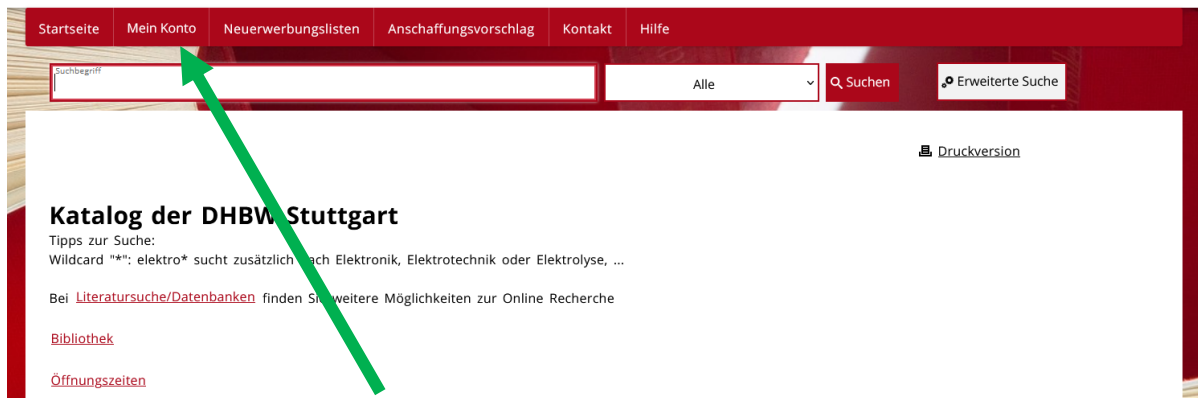 Startseite Mein Konto Neuerwerbungslisten Anschaffungsvorschlag Kontakt Hilfe
Suchbegriff
Alle Suchen Erweiterte Suche
Druckversion
Katalog der DHBW Stuttgart
Tipps zur Suche:
Wildcard "*": elektro* sucht zusätzlich nach Elektronik, Elektrotechnik oder Elektrolyse, ...
Bei Literatursuche/Datenbanken finden Sie weitere Möglichkeiten zur Online Recherche
Bibliothek
Öffnungszeiten